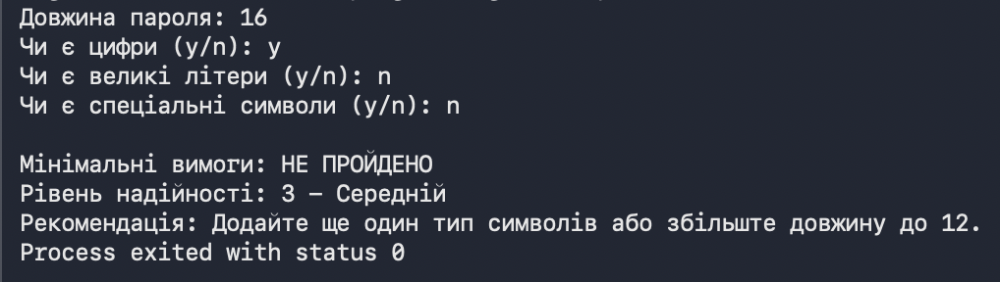 Довжина пароля: 16
Чи є цифри (y/n): y
Чи є великі літери (y/n): n
Чи є спеціальні символи (y/n): n
Мінімальні вимоги: НЕ ПРОЙДЕНО
Рівень надійності: 3 – Середній
Рекомендація: Додайте ще один тип символів або збільште довжину до 12.
Process exited with status 0